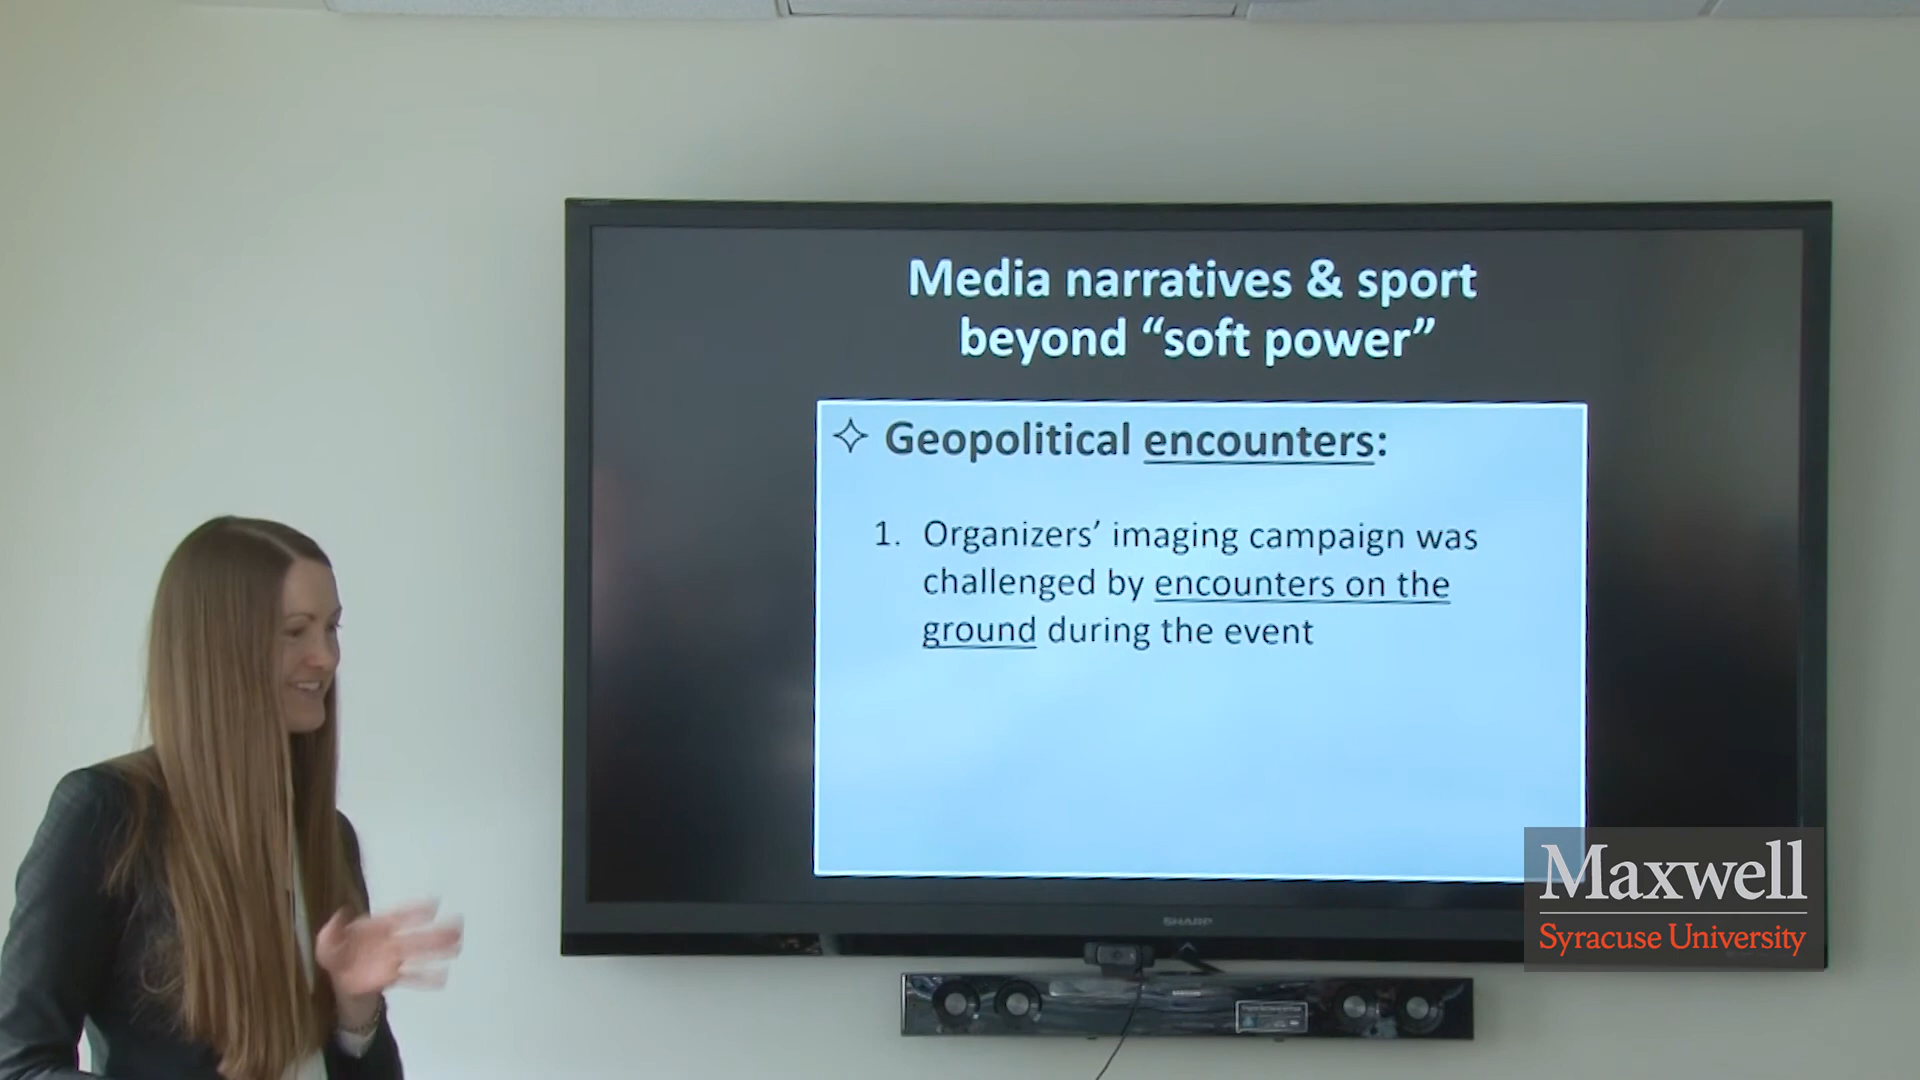 Media narratives & sport
beyond “soft power”
✧ Geopolitical encounters:
1. Organizers’ imaging campaign was
challenged by encounters on the
ground during the event
SHARP
Maxwell
Syracuse University